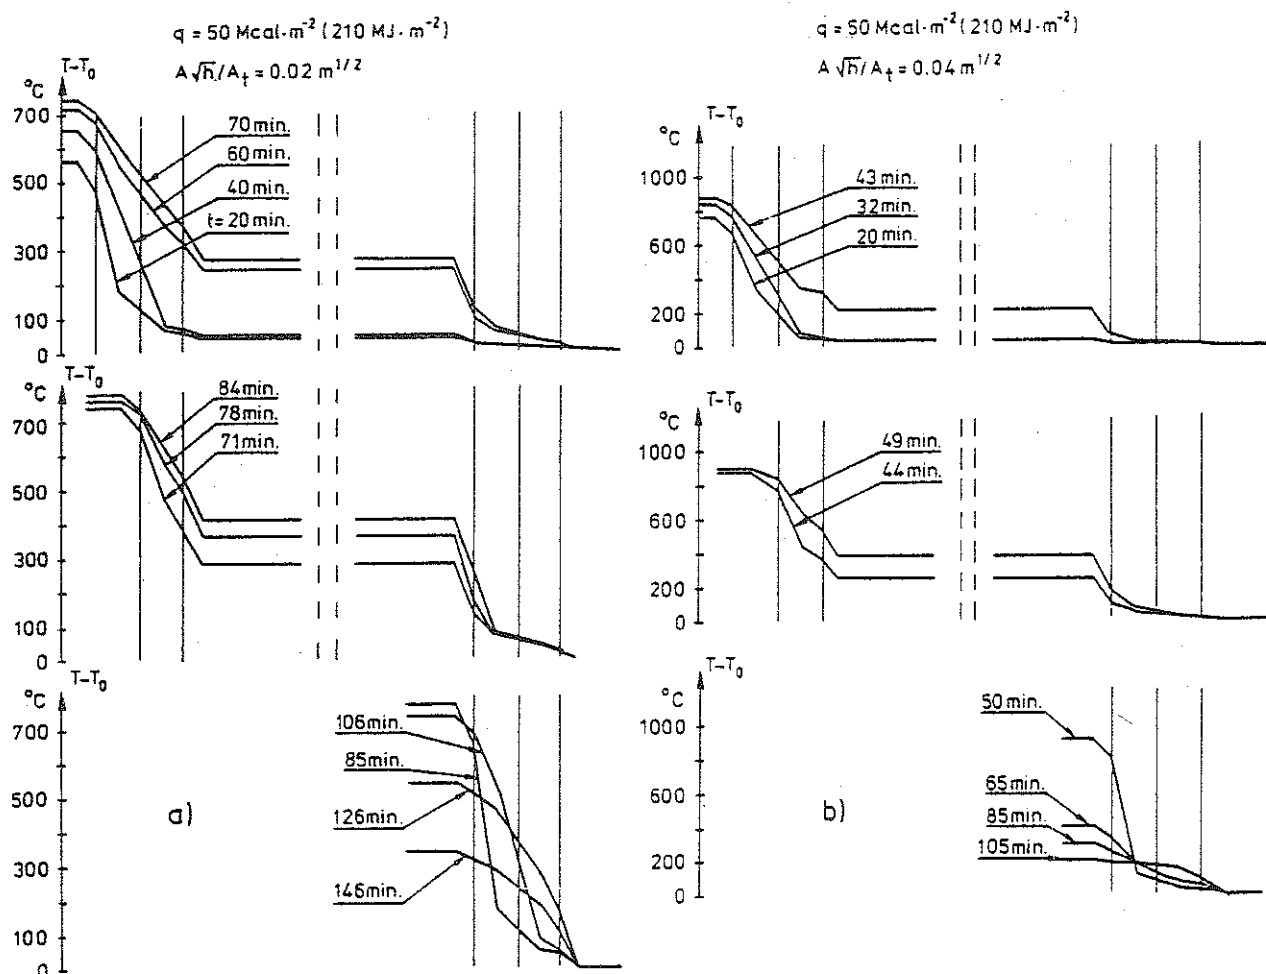 q = 50 Mcal·m⁻² (210 MJ·m⁻²)
A√h/Aₜ = 0.02 m¹/²
T–T₀
°C
700
500
300
100
0
70 min.
60 min.
40 min.
t = 20 min.
T–T₀
°C
700
500
300
100
0
84 min.
78 min.
71 min.
T–T₀
°C
700
500
300
100
0
106 min.
85 min.
126 min.
146 min.
a)
q = 50 Mcal·m⁻² (210 MJ·m⁻²)
A√h/Aₜ = 0.04 m¹/²
T–T₀
°C
1000
600
200
0
43 min.
32 min.
20 min.
T–T₀
°C
1000
600
200
0
49 min.
44 min.
T–T₀
°C
1000
600
200
0
50 min.
65 min.
85 min.
105 min.
b)